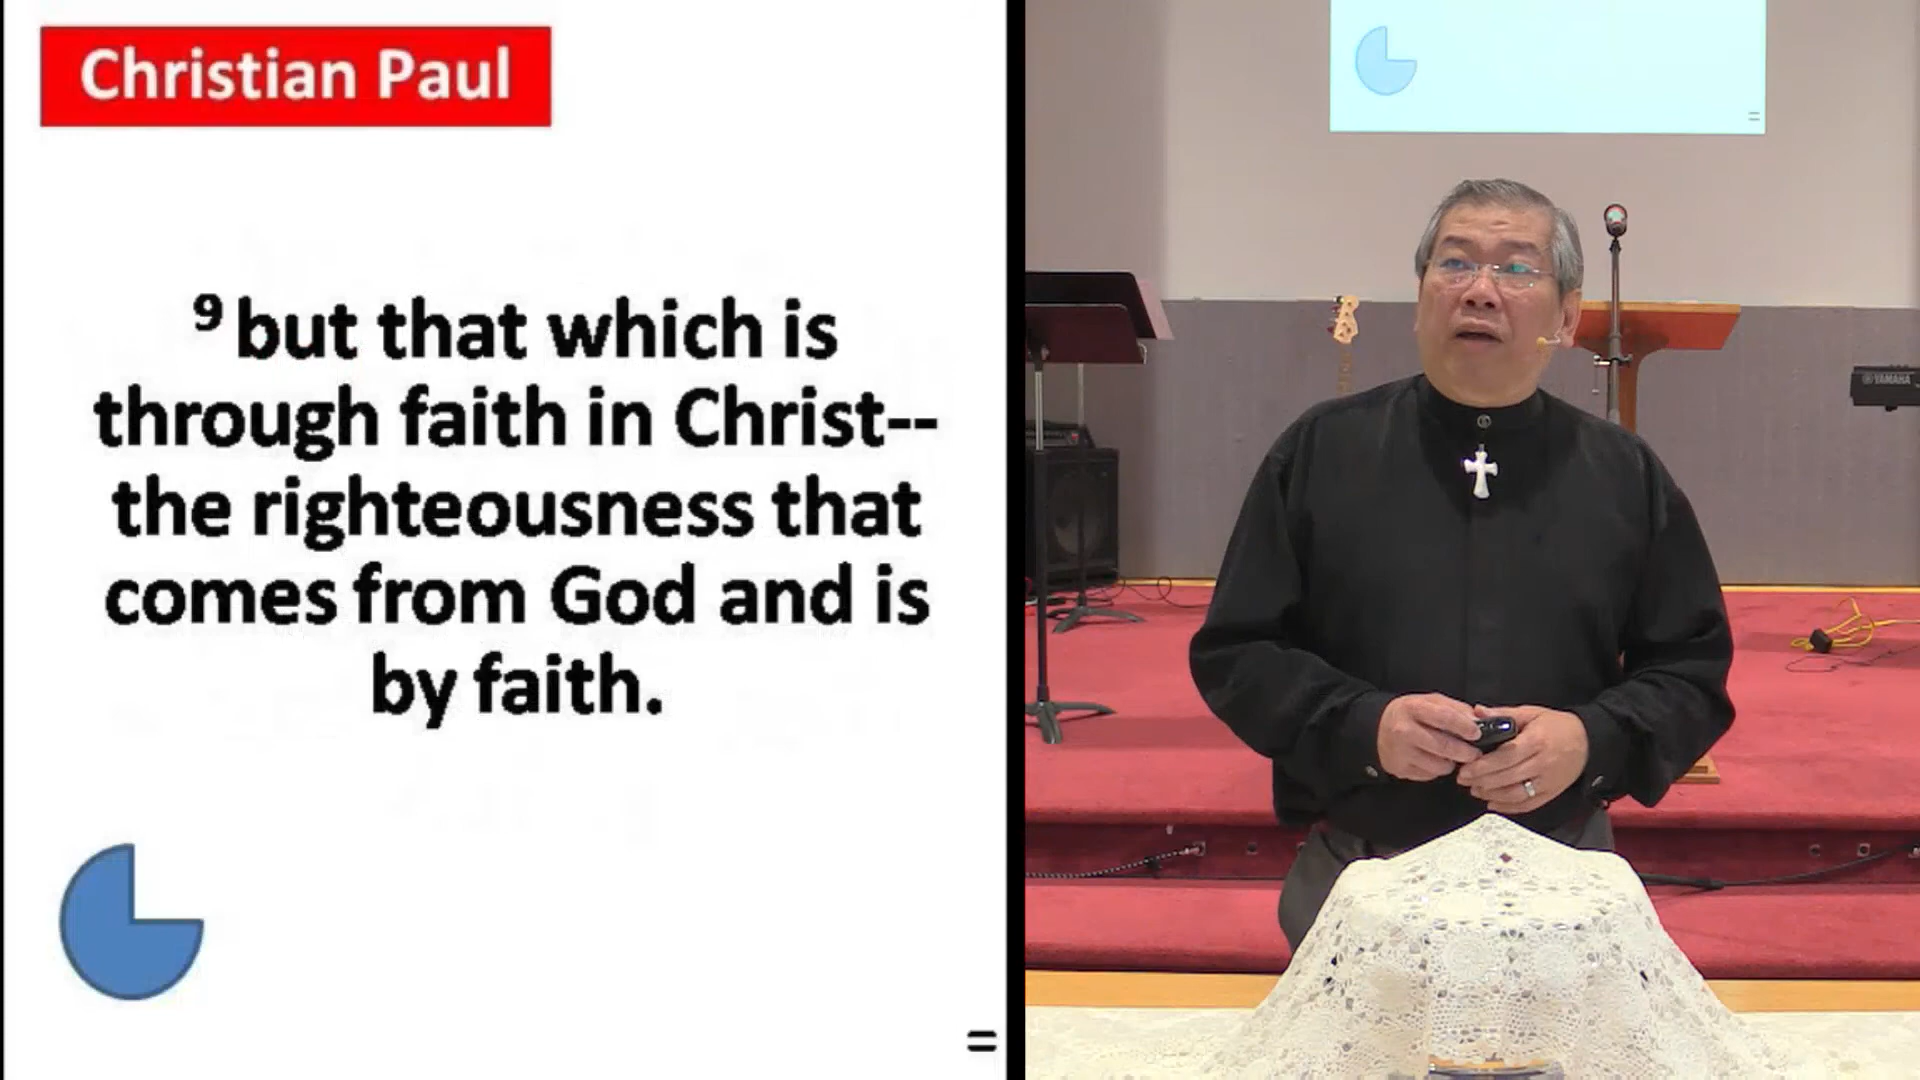 Christian Paul
9 but that which is
through faith in Christ--
the righteousness that
comes from God and is
by faith.
=
=
YAMAHA